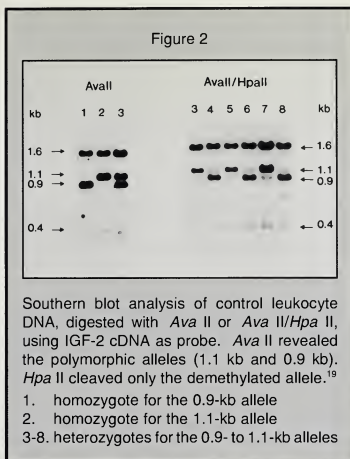 Figure 2
AvaII AvaII/HpaII
kb 1 2 3 3 4 5 6 7 8 kb
1.6 → ← 1.6
1.1 → ← 1.1
0.9 → ← 0.9
0.4 → ← 0.4
Southern blot analysis of control leukocyte
DNA, digested with Ava II or Ava II/Hpa II,
using IGF-2 cDNA as probe. Ava II revealed
the polymorphic alleles (1.1 kb and 0.9 kb).
Hpa II cleaved only the demethylated allele.¹⁹
1. homozygote for the 0.9-kb allele
2. homozygote for the 1.1-kb allele
3-8. heterozygotes for the 0.9- to 1.1-kb alleles